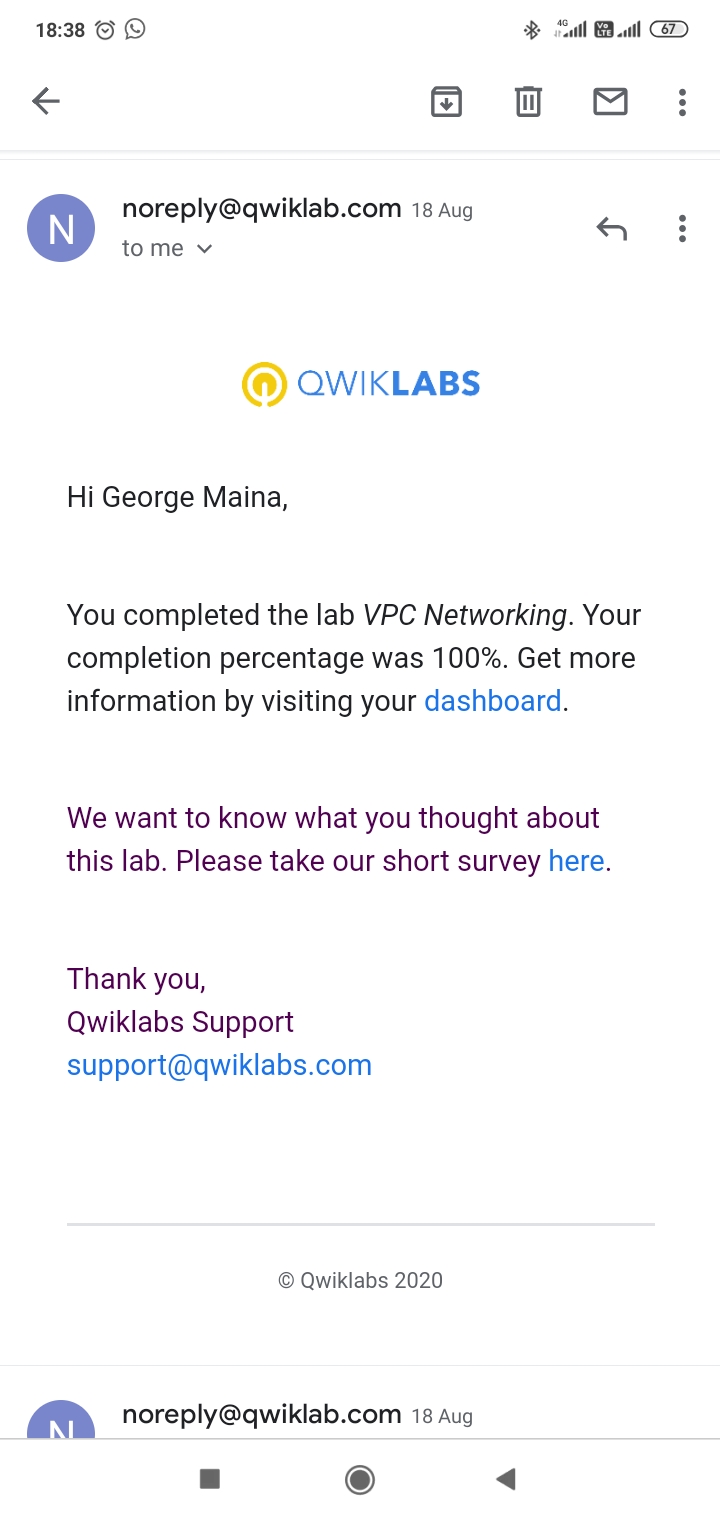 18:38 4G Vo LTE 67
noreply@qwiklab.com 18 Aug
N
to me
QWIKLABS
Hi George Maina,
You completed the lab VPC Networking. Your
completion percentage was 100%. Get more
information by visiting your dashboard.
We want to know what you thought about
this lab. Please take our short survey here.
Thank you,
Qwiklabs Support
support@qwiklabs.com
© Qwiklabs 2020
noreply@qwiklab.com 18 Aug
N